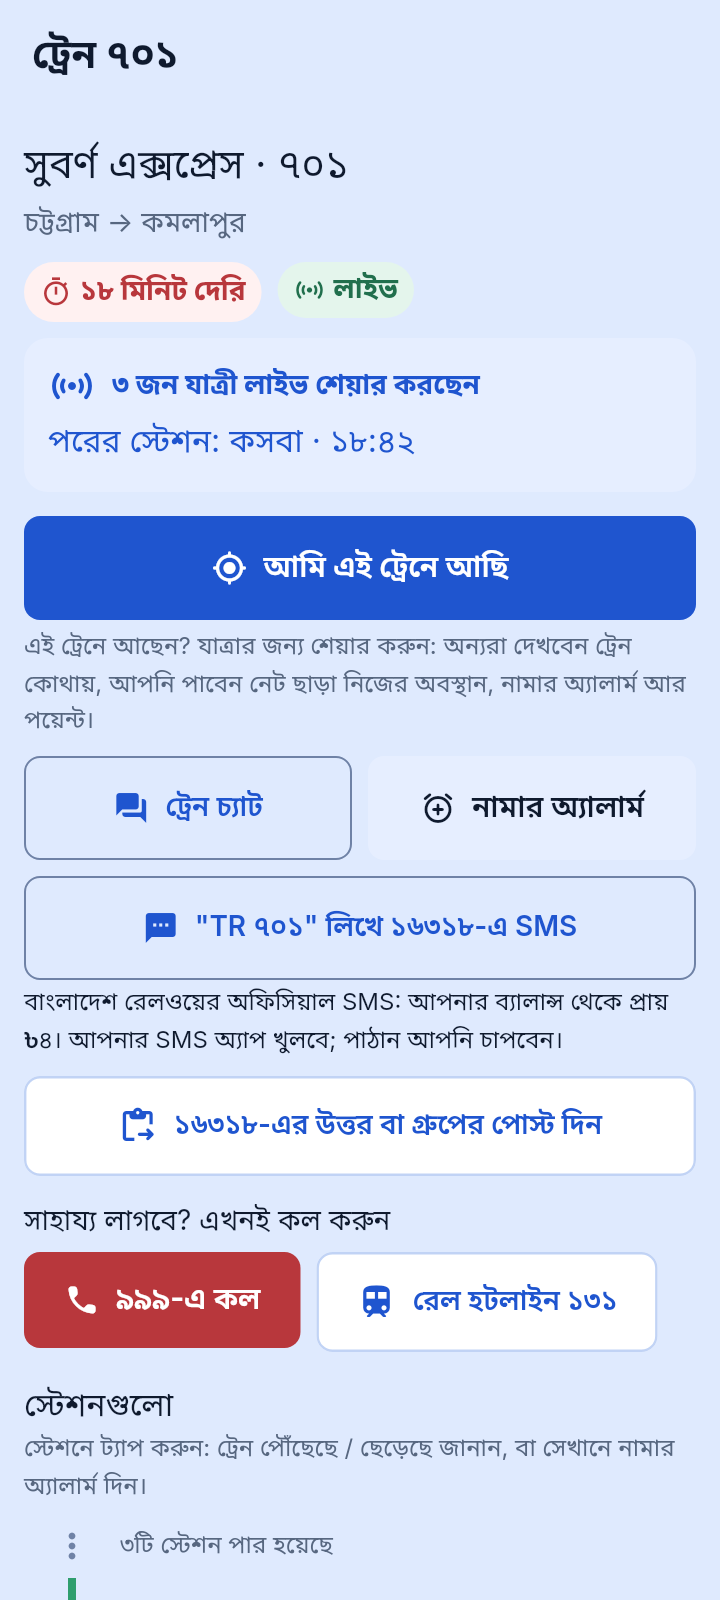 ট্রেন ৭০১
সুবর্ণ এক্সপ্রেস · ৭০১
চট্টগ্রাম → কমলাপুর
১৮ মিনিট দেরি
লাইভ
৩ জন যাত্রী লাইভ শেয়ার করছেন
পরের স্টেশন: কসবা · ১৮:৪২
আমি এই ট্রেনে আছি
এই ট্রেনে আছেন? যাত্রার জন্য শেয়ার করুন: অন্যরা দেখবেন ট্রেন
কোথায়, আপনি পাবেন নেট ছাড়া নিজের অবস্থান, নামার অ্যালার্ম আর
পয়েন্ট।
ট্রেন চ্যাট
নামার অ্যালার্ম
"TR ৭০১" লিখে ১৬৩১৮-এ SMS
বাংলাদেশ রেলওয়ের অফিসিয়াল SMS: আপনার ব্যালান্স থেকে প্রায়
৳৪। আপনার SMS অ্যাপ খুলবে; পাঠান আপনি চাপবেন।
১৬৩১৮-এর উত্তর বা গ্রুপের পোস্ট দিন
সাহায্য লাগবে? এখনই কল করুন
৯৯৯-এ কল
রেল হটলাইন ১৩১
স্টেশনগুলো
স্টেশনে ট্যাপ করুন: ট্রেন পৌঁছেছে / ছেড়েছে জানান, বা সেখানে নামার
অ্যালার্ম দিন।
৩টি স্টেশন পার হয়েছে